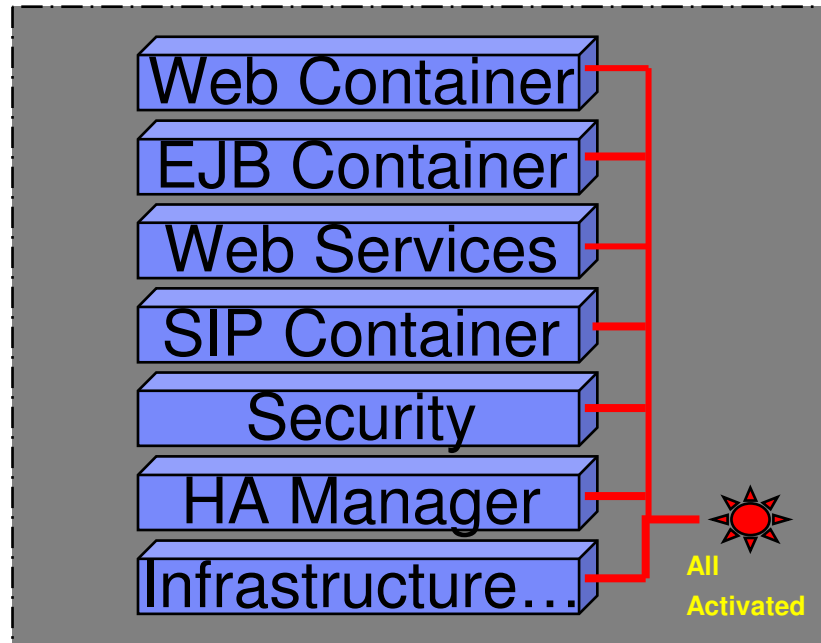 Web Container
EJB Container
Web Services
SIP Container
Security
HA Manager
Infrastructure…
All
Activated